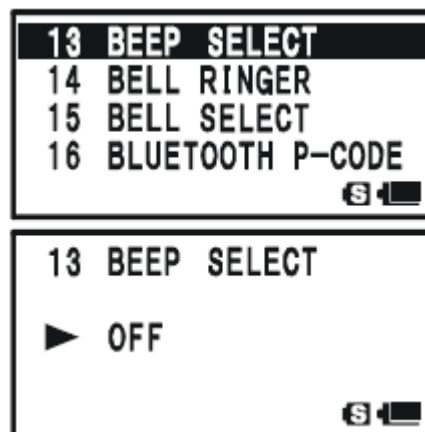 13 BEEP SELECT
14 BELL RINGER
15 BELL SELECT
16 BLUETOOTH P-CODE
S
13 BEEP SELECT
▶ OFF
S